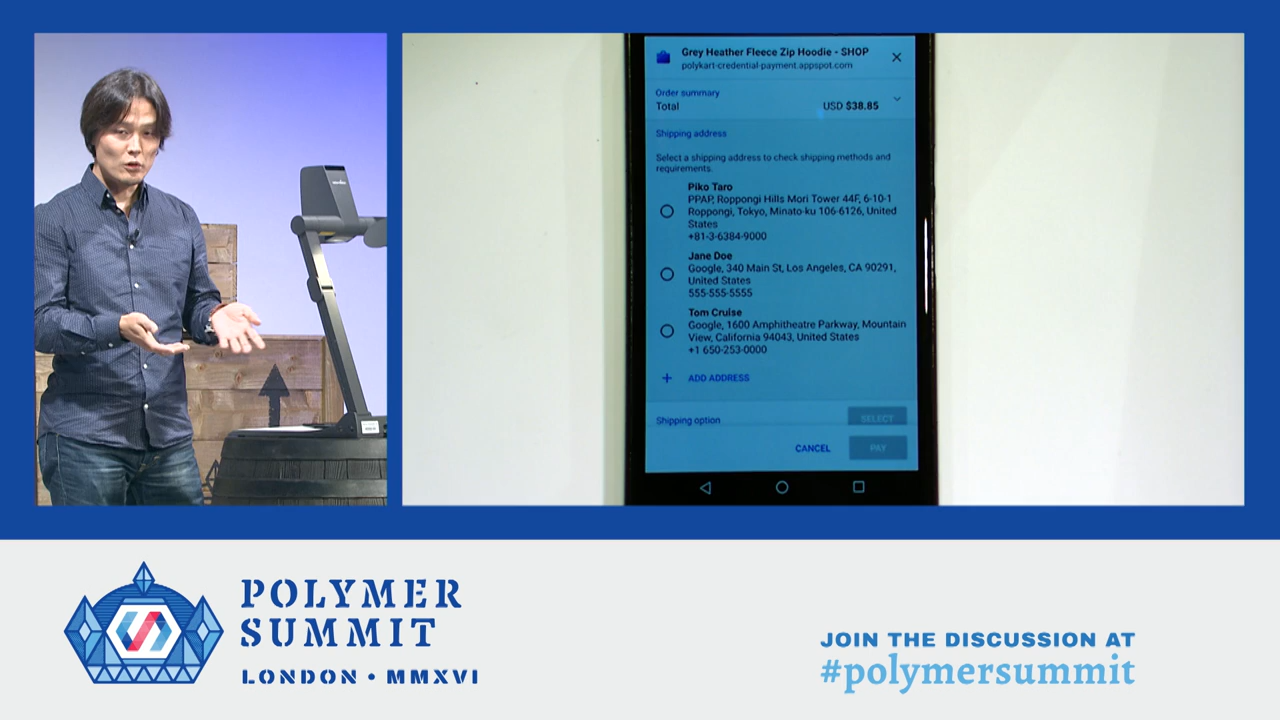 Grey Heather Fleece Zip Hoodie - SHOP
polykart-credential-payment.appspot.com
Order summary
Total USD $38.85
Shipping address
Select a shipping address to check shipping methods and
requirements.
Piko Taro
PPAP, Roppongi Hills Mori Tower 44F, 6-10-1
Roppongi, Tokyo, Minato-ku 106-6126, United
States
+81-3-6384-9000
Jane Doe
Google, 340 Main St, Los Angeles, CA 90291,
United States
555-555-5555
Tom Cruise
Google, 1600 Amphitheatre Parkway, Mountain
View, California 94043, United States
+1 650-253-0000
+ ADD ADDRESS
Shipping option SELECT
CANCEL PAY
POLYMER
SUMMIT
LONDON • MMXVI
JOIN THE DISCUSSION AT
#polymersummit